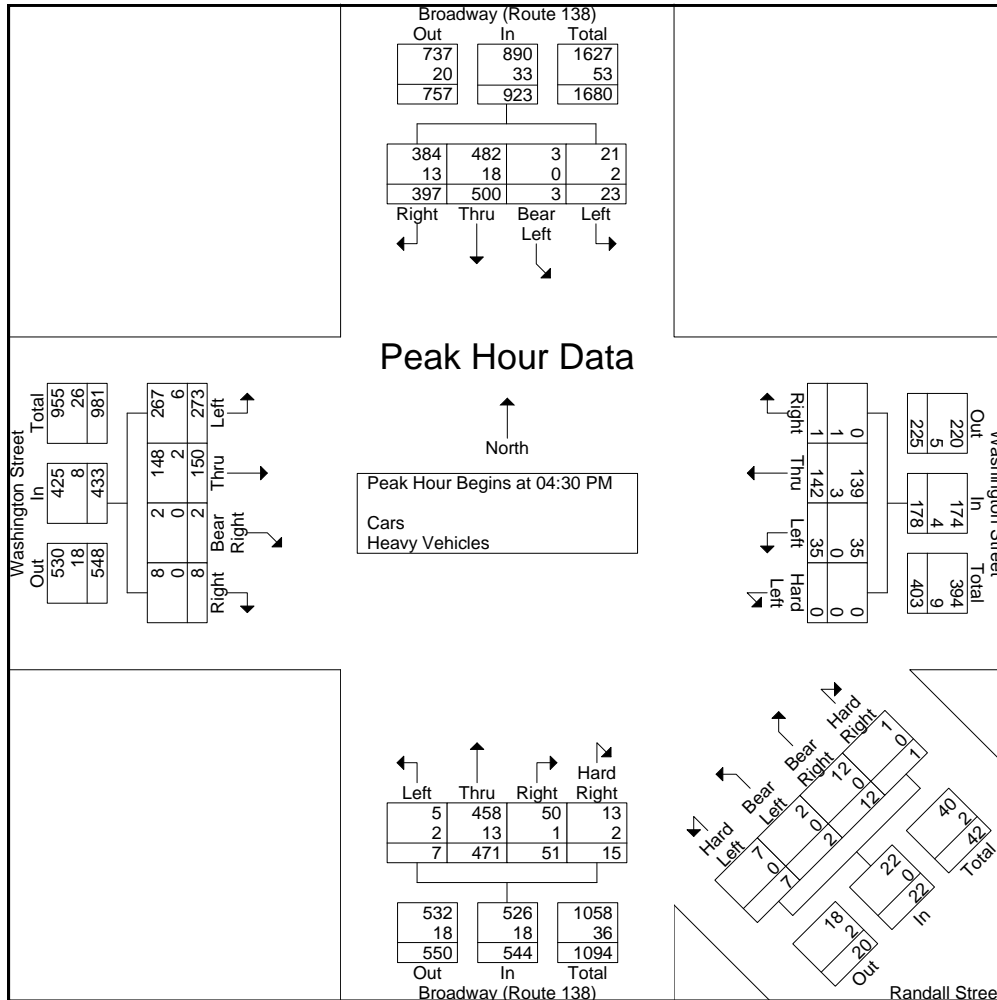 Broadway (Route 138)
Out In Total
737 890 1627
20 33 53
757 923 1680
384 482 3 21
13 18 0 2
397 500 3 23
Right Thru Bear Left Left
Peak Hour Data
North
Peak Hour Begins at 04:30 PM
Cars
Heavy Vehicles
Washington Street
Total In Out
955 425 530
26 8 18
981 433 548
267 148 2 8
6 2 0 0
273 150 2 8
Left Thru Bear Right Right
Washington Street
Out In Total
220 174 394
5 4 9
225 178 403
0 139 35 0
1 3 0 0
1 142 35 0
Right Thru Left Hard Left
Left Thru Right Hard Right
5 458 50 13
2 13 1 2
7 471 51 15
532 526 1058
18 18 36
550 544 1094
Out In Total
Broadway (Route 138)
Hard Left Bear Left Bear Right Hard Right
7 2 12 1
0 0 0 0
7 2 12 1
18 22 40
2 0 2
20 22 42
Out In Total
Randall Stree